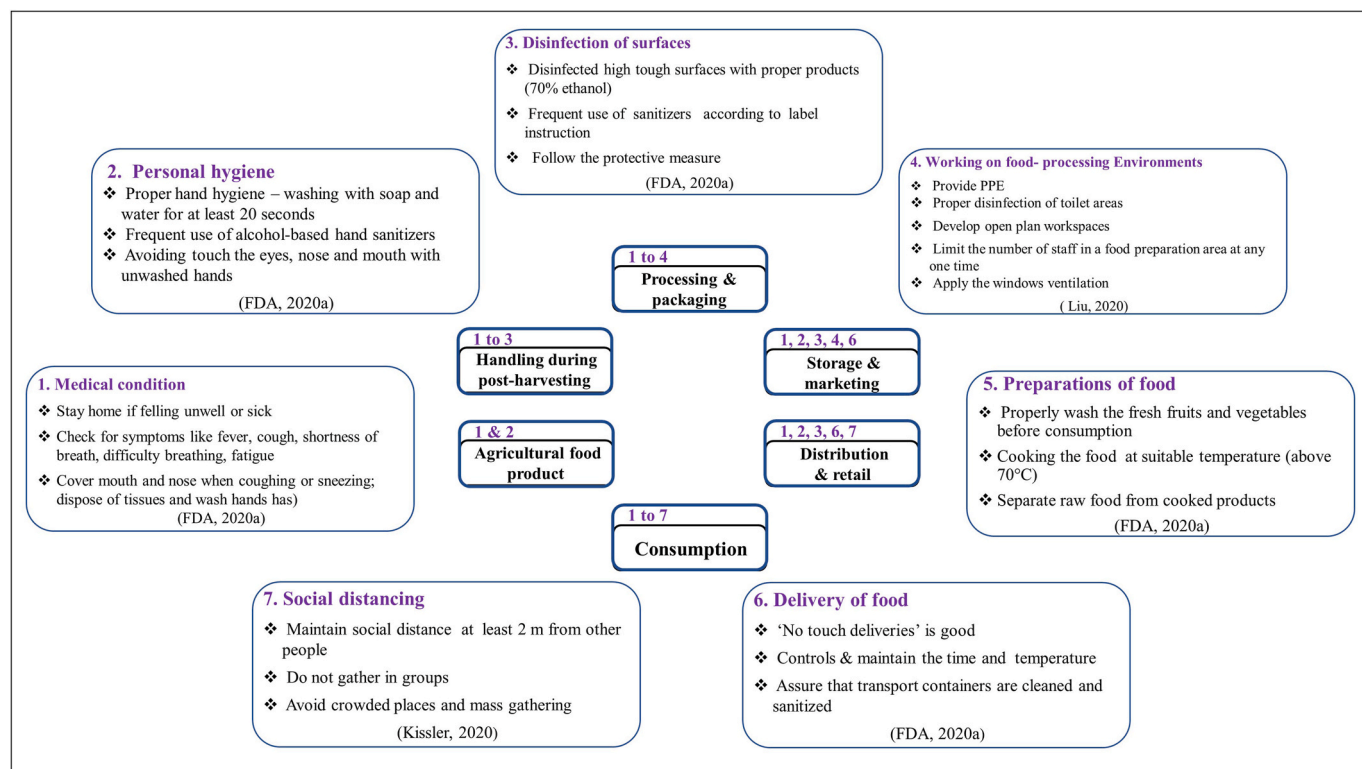 3. Disinfection of surfaces
❖ Disinfected high tough surfaces with proper products
(70% ethanol)
❖ Frequent use of sanitizers according to label
instruction
❖ Follow the protective measure
(FDA, 2020a)
2. Personal hygiene
❖ Proper hand hygiene – washing with soap and
water for at least 20 seconds
❖ Frequent use of alcohol-based hand sanitizers
❖ Avoiding touch the eyes, nose and mouth with
unwashed hands
(FDA, 2020a)
4. Working on food- processing Environments
❖ Provide PPE
❖ Proper disinfection of toilet areas
❖ Develop open plan workspaces
❖ Limit the number of staff in a food preparation area at any
one time
❖ Apply the windows ventilation
( Liu, 2020)
1 to 4
Processing &
packaging
1 to 3
Handling during
post-harvesting
1, 2, 3, 4, 6
Storage &
marketing
1. Medical condition
❖ Stay home if felling unwell or sick
❖ Check for symptoms like fever, cough, shortness of
breath, difficulty breathing, fatigue
❖ Cover mouth and nose when coughing or sneezing;
dispose of tissues and wash hands has)
(FDA, 2020a)
1 & 2
Agricultural food
product
1, 2, 3, 6, 7
Distribution
& retail
5. Preparations of food
❖ Properly wash the fresh fruits and vegetables
before consumption
❖ Cooking the food at suitable temperature (above
70°C)
❖ Separate raw food from cooked products
(FDA, 2020a)
1 to 7
Consumption
7. Social distancing
❖ Maintain social distance at least 2 m from other
people
❖ Do not gather in groups
❖ Avoid crowded places and mass gathering
(Kissler, 2020)
6. Delivery of food
❖ ‘No touch deliveries’ is good
❖ Controls & maintain the time and temperature
❖ Assure that transport containers are cleaned and
sanitized
(FDA, 2020a)